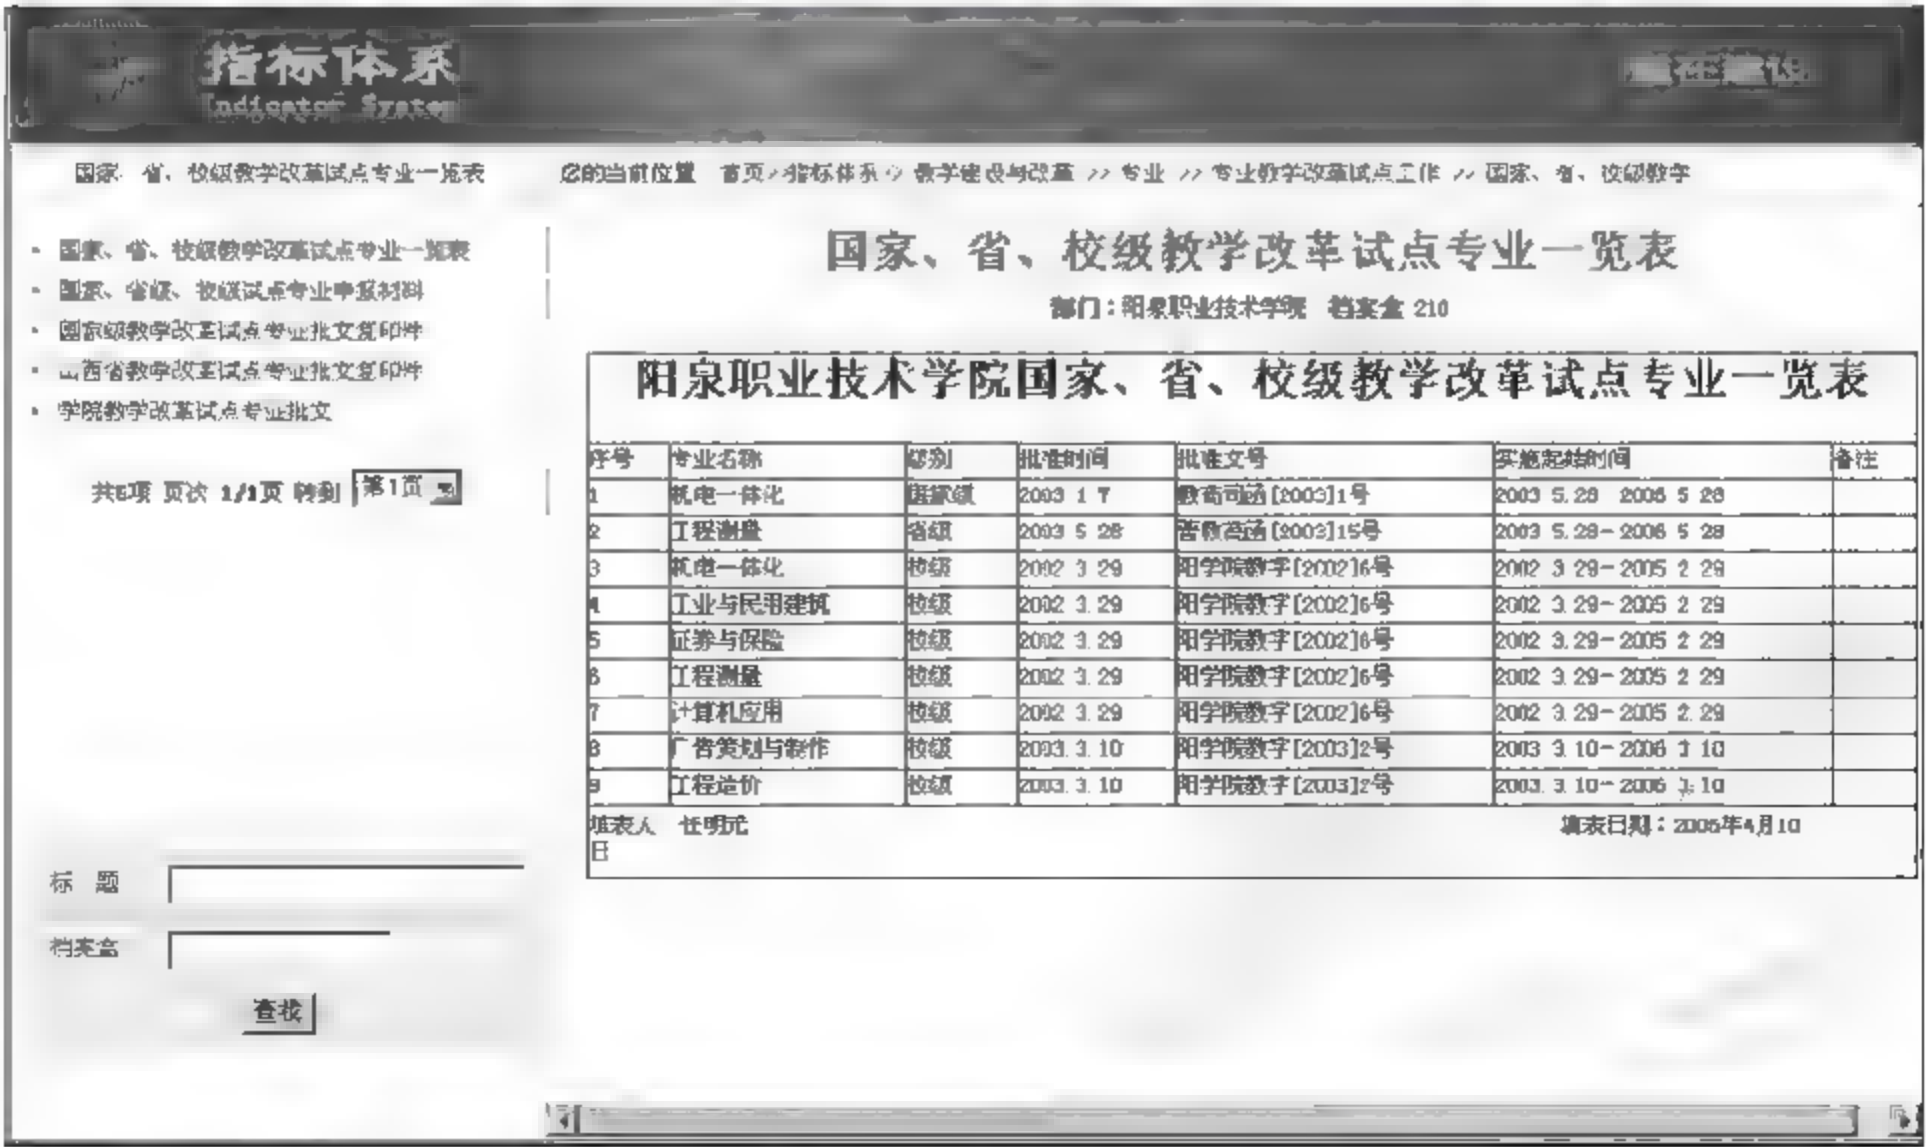 指标体系
Indicator System
国家、省、校级教学改革试点专业一览表
您的当前位置 首页>>指标体系>> 教学建设与改革 >> 专业 >> 专业教学改革试点工作 >> 国家、省、校级教学
国家、省、校级教学改革试点专业一览表
国家、省级、校级试点专业申报材料
国家级教学改革试点专业批文复印件
山西省教学改革试点专业批文复印件
学院教学改革试点专业批文
共5项 页次 1/1页 转到 第1页
标 题
档案盒
查找
国家、省、校级教学改革试点专业一览表
部门：阳泉职业技术学院 档案盒 210
阳泉职业技术学院国家、省、校级教学改革试点专业一览表
序号 专业名称 级别 批准时间 批准文号 实施起始时间 备注
1 机电一体化 国家级 2003 1 7 教高司函[2003]1号 2003 5.28 2006 5 28
2 工程测量 省级 2003 5 28 晋教高函[2003]15号 2003 5.28-2006 5 28
3 机电一体化 校级 2002 3 29 阳学院教字[2002]6号 2002 3 29-2005 2 29
4 工业与民用建筑 校级 2002 3.29 阳学院教字[2002]6号 2002 3.29-2005 2 29
5 证券与保险 校级 2002 3.29 阳学院教字[2002]6号 2002 3.29-2005 2 29
6 工程测量 校级 2002 3.29 阳学院教字[2002]6号 2002 3 29-2005 2 29
7 计算机应用 校级 2002 3.29 阳学院教字[2002]6号 2002 3.29-2005 2.29
8 广告策划与制作 校级 2003.3.10 阳学院教字[2003]2号 2003 3.10-2006 3 10
9 工程造价 校级 2003.3.10 阳学院教字[2003]2号 2003.3.10-2006 3.10
填表人 任明元 填表日期：2006年4月10
日